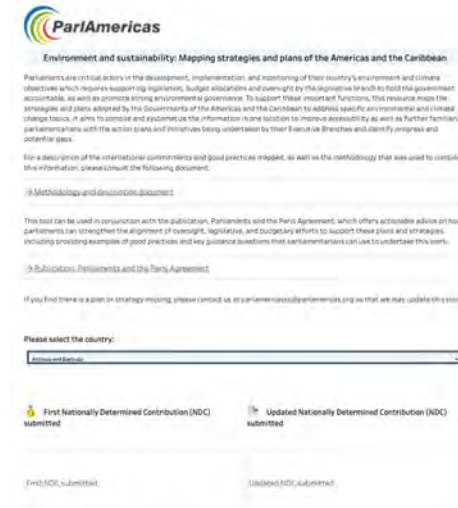 ParlAmericas
Environment and sustainability: Mapping strategies and plans of the Americas and the Caribbean
Parliaments are critical actors in the development, implementation, and monitoring of their country's environment and climate
objectives which requires supporting legislation, budget allocations and oversight by the legislative branch to hold the government
accountable, as well as promote strong environmental governance. To support these important functions, this resource maps the
strategies and plans adopted by the Governments of the Americas and the Caribbean to address specific environmental and climate
change topics. It aims to compile and systematize the information in one location to improve accessibility as well as further familiari
parliamentarians with the action plans and initiatives being undertaken by their Executive Branches and identify progress and
potential gaps.
For a description of the international commitments and good practices mapped, as well as the methodology that was used to compile
this information, please consult the following document:
→ Methodology and description document
This tool can be used in conjunction with the publication, Parliaments and the Paris Agreement, which offers actionable advice on how
parliaments can strengthen the alignment of oversight, legislative, and budgetary efforts to support these plans and strategies,
including providing examples of good practices and key guidance questions that parliamentarians can use to undertake this work.
→ Publication: Parliaments and the Paris Agreement
If you find there is a plan or strategy missing, please contact us at parlamericas@parlamericas.org so that we may update this tool
Please select the country:
Antigua and Barbuda
First Nationally Determined Contribution (NDC)
submitted
Updated Nationally Determined Contribution (NDC)
submitted
First NDC submitted
Updated NDC submitted